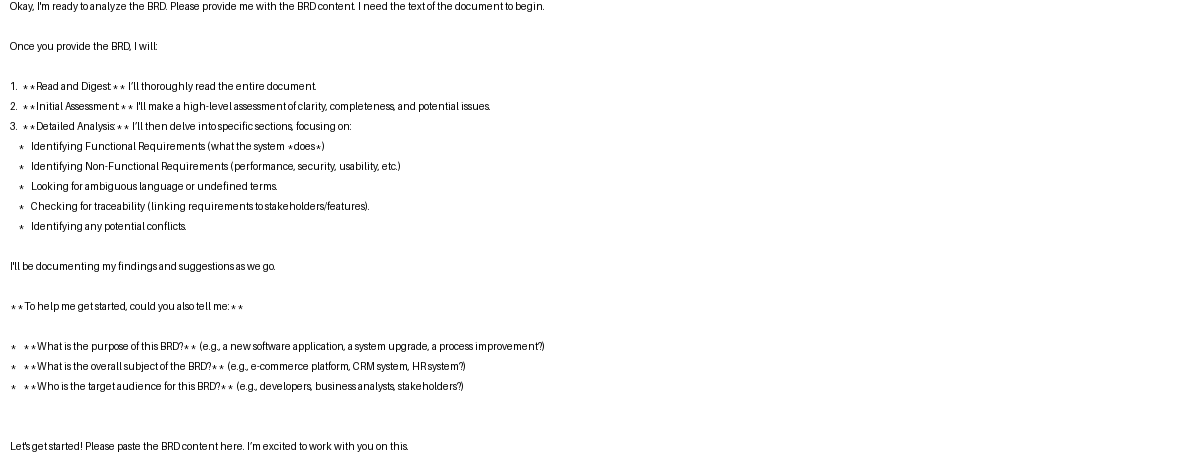 Okay, I'm ready to analyze the BRD. Please provide me with the BRD content. I need the text of the document to begin.
Once you provide the BRD, I will:
1. **Read and Digest:** I'll thoroughly read the entire document.
2. **Initial Assessment:** I'll make a high-level assessment of clarity, completeness, and potential issues.
3. **Detailed Analysis:** I'll then delve into specific sections, focusing on:
* Identifying Functional Requirements (what the system *does*)
* Identifying Non-Functional Requirements (performance, security, usability, etc.)
* Looking for ambiguous language or undefined terms.
* Checking for traceability (linking requirements to stakeholders/features).
* Identifying any potential conflicts.
I'll be documenting my findings and suggestions as we go.
**To help me get started, could you also tell me:**
* **What is the purpose of this BRD?** (e.g., a new software application, a system upgrade, a process improvement?)
* **What is the overall subject of the BRD?** (e.g., e-commerce platform, CRM system, HR system?)
* **Who is the target audience for this BRD?** (e.g., developers, business analysts, stakeholders?)
Let's get started! Please paste the BRD content here. I'm excited to work with you on this.